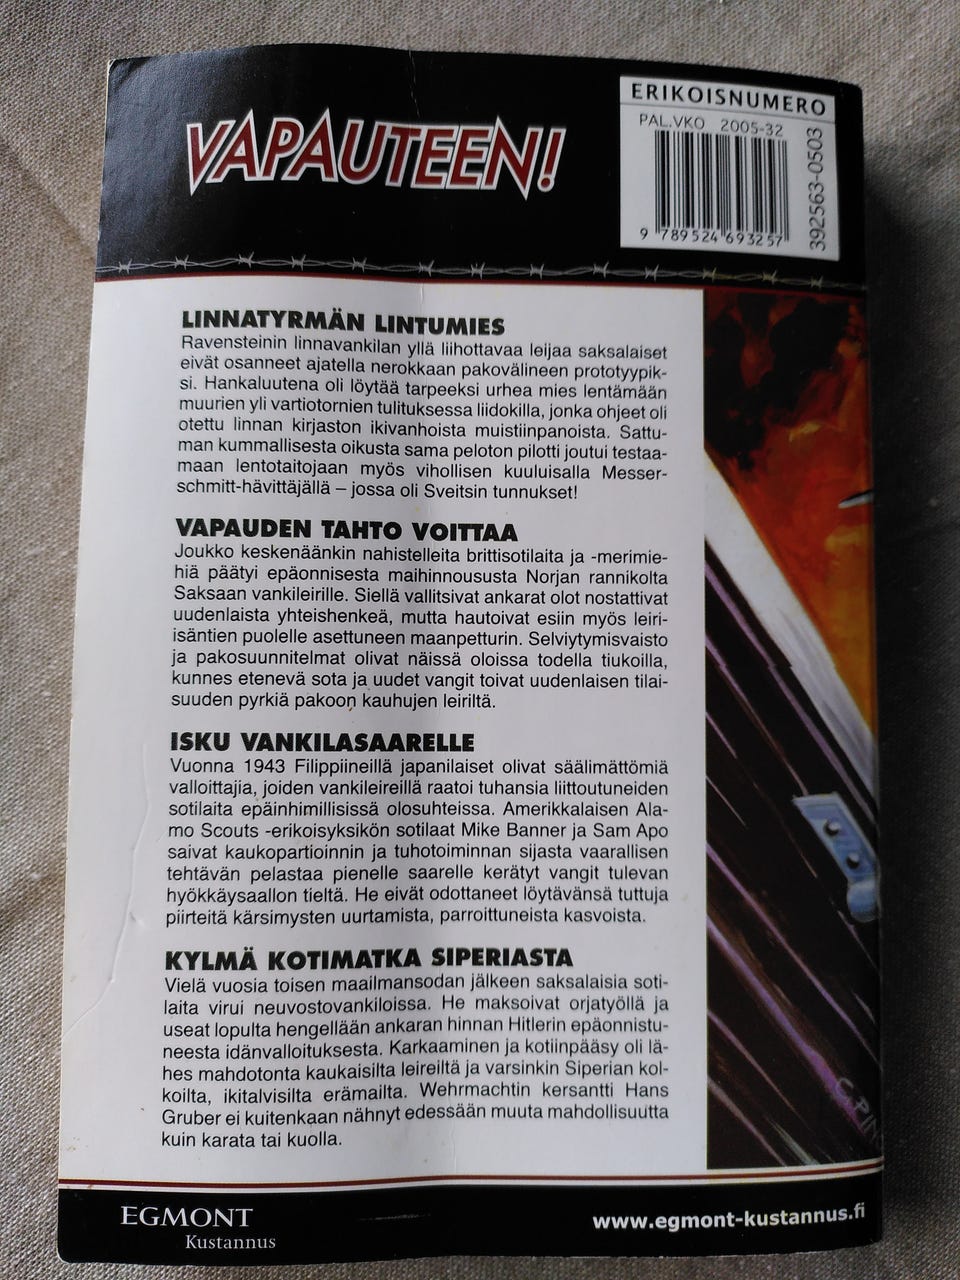 VAPAUTEEN!
ERIKOISNUMERO
PAL.VKO 2005-32
9 789524 693257
392563-0503
LINNATYRMÄN LINTUMIES
Ravensteinin linnavankilan yllä liihottavaa leijaa saksalaiset
eivät osanneet ajatella nerokkaan pakovälineen prototyypik-
si. Hankaluutena oli löytää tarpeeksi urhea mies lentämään
muurien yli vartiotornien tulituksessa liidokilla, jonka ohjeet oli
otettu linnan kirjaston ikivanhoista muistiinpanoista. Sattu-
man kummallisesta oikusta sama peloton pilotti joutui testaa-
maan lentotaitojaan myös vihollisen kuuluisalla Messer-
schmitt-hävittäjällä – jossa oli Sveitsin tunnukset!
VAPAUDEN TAHTO VOITTAA
Joukko keskenäänkin nahistelleita brittisotilaita ja -merimie-
hiä päätyi epäonnisesta maihinnoususta Norjan rannikolta
Saksaan vankileirille. Siellä vallitsivat ankarat olot nostattivat
uudenlaista yhteishenkeä, mutta hautoivat esiin myös leiri-
isäntien puolelle asettuneen maanpetturin. Selviytymisvaisto
ja pakosuunnitelmat olivat näissä oloissa todella tiukoilla,
kunnes etenevä sota ja uudet vangit toivat uudenlaisen tilai-
suuden pyrkiä pakoon kauhujen leiriltä.
ISKU VANKILASAARELLE
Vuonna 1943 Filippiineillä japanilaiset olivat säälimättömiä
valloittajia, joiden vankileireillä raatoi tuhansia liittoutuneiden
sotilaita epäinhimillisissä olosuhteissa. Amerikkalaisen Ala-
mo Scouts -erikoisyksikön sotilaat Mike Banner ja Sam Apo
saivat kaukopartioinnin ja tuhotoiminnan sijasta vaarallisen
tehtävän pelastaa pienelle saarelle kerätyt vangit tulevan
hyökkäysaallon tieltä. He eivät odottaneet löytävänsä tuttuja
piirteitä kärsimysten uurtamista, parroittuneista kasvoista.
KYLMÄ KOTIMATKA SIPERIASTA
Vielä vuosia toisen maailmansodan jälkeen saksalaisia soti-
laita virui neuvostovankiloissa. He maksoivat orjatyöllä ja
useat lopulta hengellään ankaran hinnan Hitlerin epäonnistu-
neesta idänvalloituksesta. Karkaaminen ja kotiinpääsy oli lä-
hes mahdotonta kaukaisilta leireiltä ja varsinkin Siperian kol-
koilta, ikitalvisilta erämailta. Wehrmachtin kersantti Hans
Gruber ei kuitenkaan nähnyt edessään muuta mahdollisuutta
kuin karata tai kuolla.
C.PIN
EGMONT
Kustannus
www.egmont-kustannus.fi